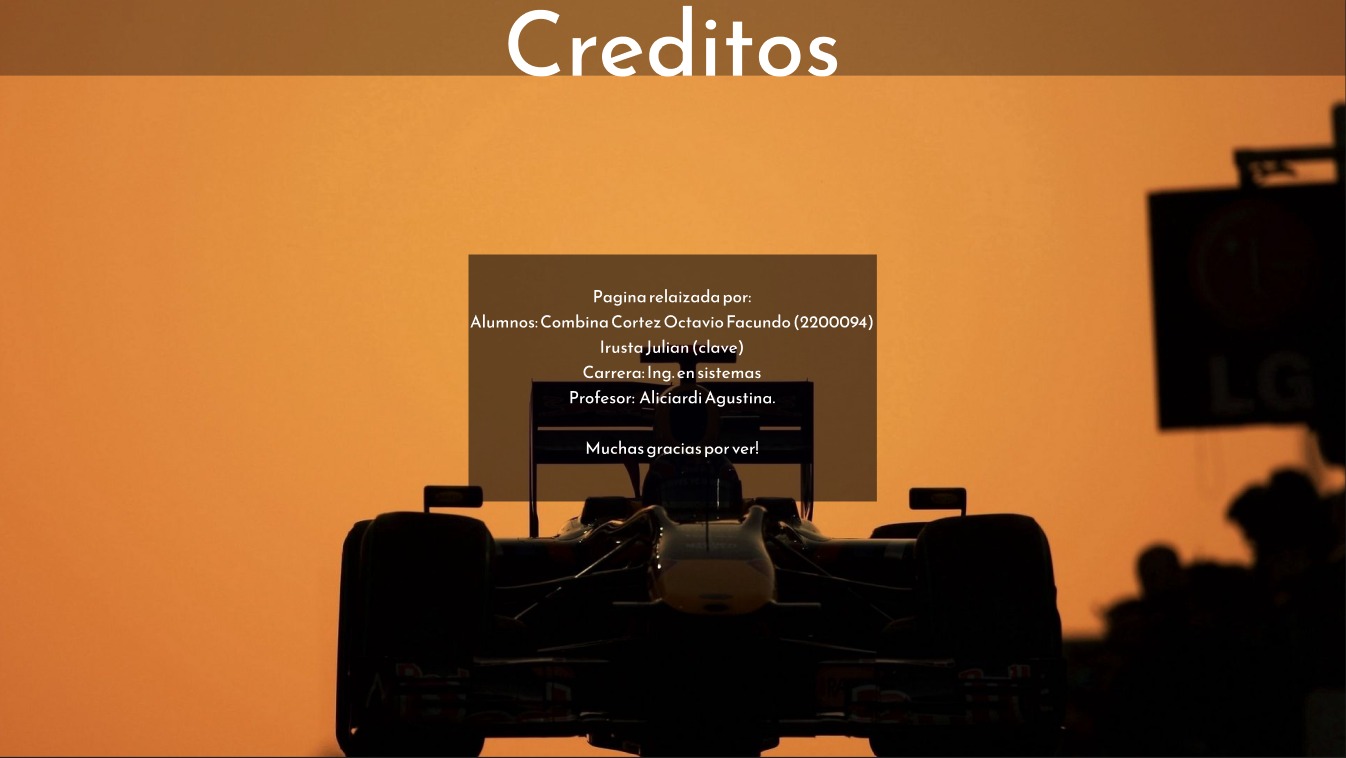 Creditos
Pagina relaizada por:
Alumnos: Combina Cortez Octavio Facundo (2200094)
Irusta Julian (clave)
Carrera: Ing. en sistemas
Profesor: Aliciardi Agustina.
Muchas gracias por ver!
LG